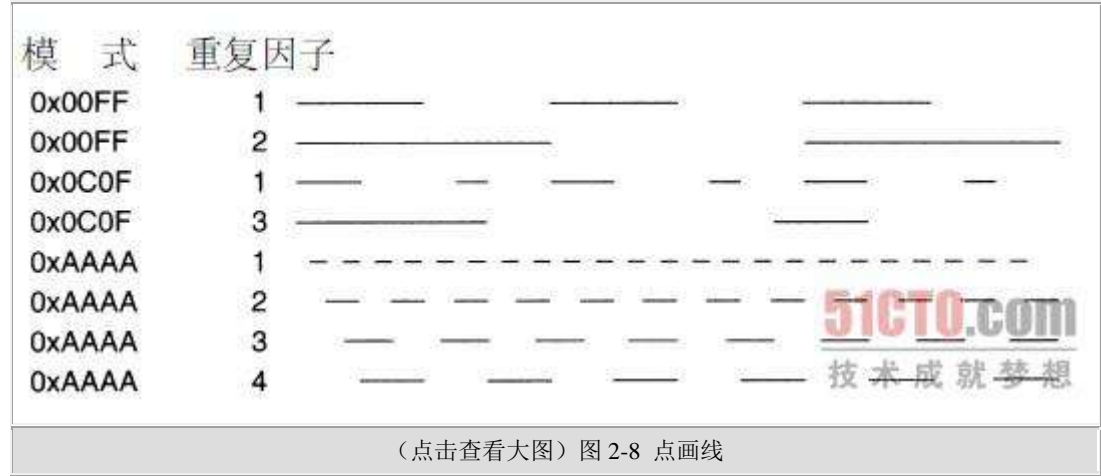 模 式 重复因子
0x00FF 1
0x00FF 2
0x0C0F 1
0x0C0F 3
0xAAAA 1
0xAAAA 2
0xAAAA 3
0xAAAA 4
51CTO.com
技术成就梦想
(点击查看大图)图 2-8 点画线